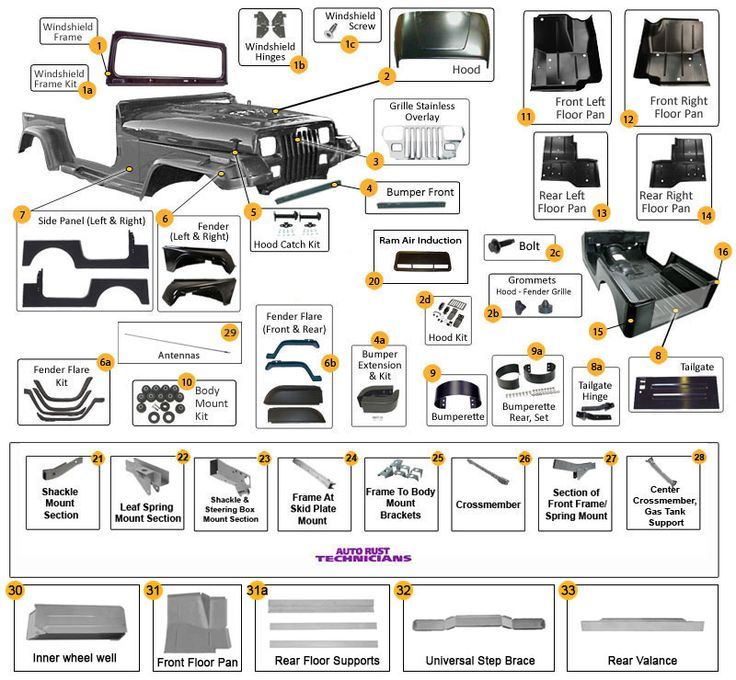 Windshield
Frame
1
Windshield
Frame Kit
1a
Windshield
Hinges
1b
Windshield
Screw
1c
2
Hood
Grille Stainless
Overlay
3
4
Bumper Front
5
Hood Catch Kit
6
Fender
(Left & Right)
7
Side Panel (Left & Right)
Front Left
Floor Pan
11
Front Right
Floor Pan
12
Rear Left
Floor Pan
13
Rear Right
Floor Pan
14
Ram Air Induction
20
Bolt
2c
Grommets
Hood - Fender Grille
2b
2d
Hood Kit
15
16
8
Tailgate
29
Antennas
Fender Flare
(Front & Rear)
6b
Fender Flare
Kit
6a
10
Body
Mount
Kit
4a
Bumper
Extension
& Kit
9
Bumperette
9a
Bumperette
Rear, Set
8a
Tailgate
Hinge
21
Shackle
Mount
Section
22
Leaf Spring
Mount Section
23
Shackle &
Steering Box
Mount Section
24
Frame At
Skid Plate
Mount
25
Frame To Body
Mount
Brackets
26
Crossmember
27
Section of
Front Frame/
Spring Mount
28
Center
Crossmember,
Gas Tank
Support
AUTO RUST
TECHNICIANS
30
Inner wheel well
31
Front Floor Pan
31a
Rear Floor Supports
32
Universal Step Brace
33
Rear Valance